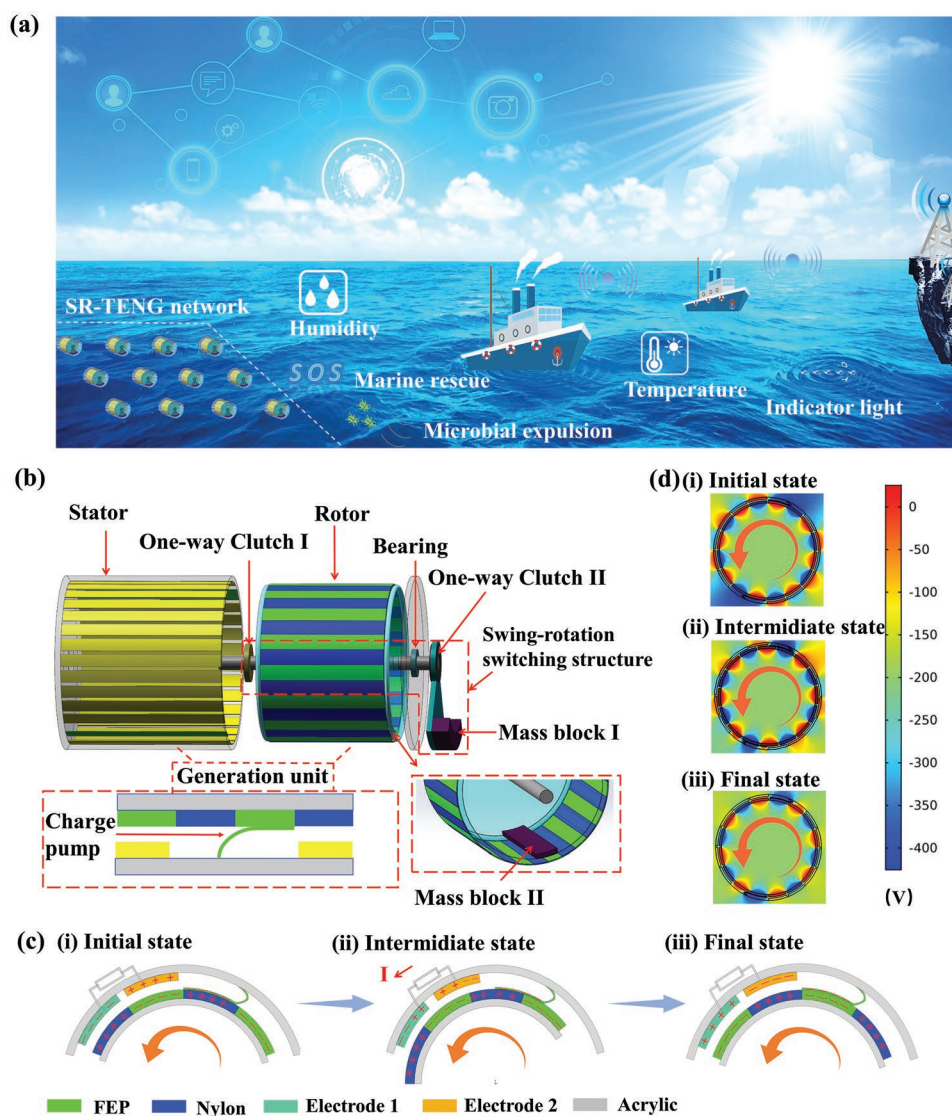 (a)
SR-TENG network
Humidity
SOS
Marine rescue
Microbial expulsion
Temperature
Indicator light
(b)
Stator
One-way Clutch I
Rotor
Bearing
One-way Clutch II
Swing-rotation
switching structure
Mass block I
Generation unit
Charge
pump
Mass block II
(d)
(i) Initial state
(ii) Intermidiate state
(iii) Final state
0
-50
-100
-150
-200
-250
-300
-350
-400
(V)
(c)
(i) Initial state
(ii) Intermidiate state
(iii) Final state
I
FEP
Nylon
Electrode 1
Electrode 2
Acrylic